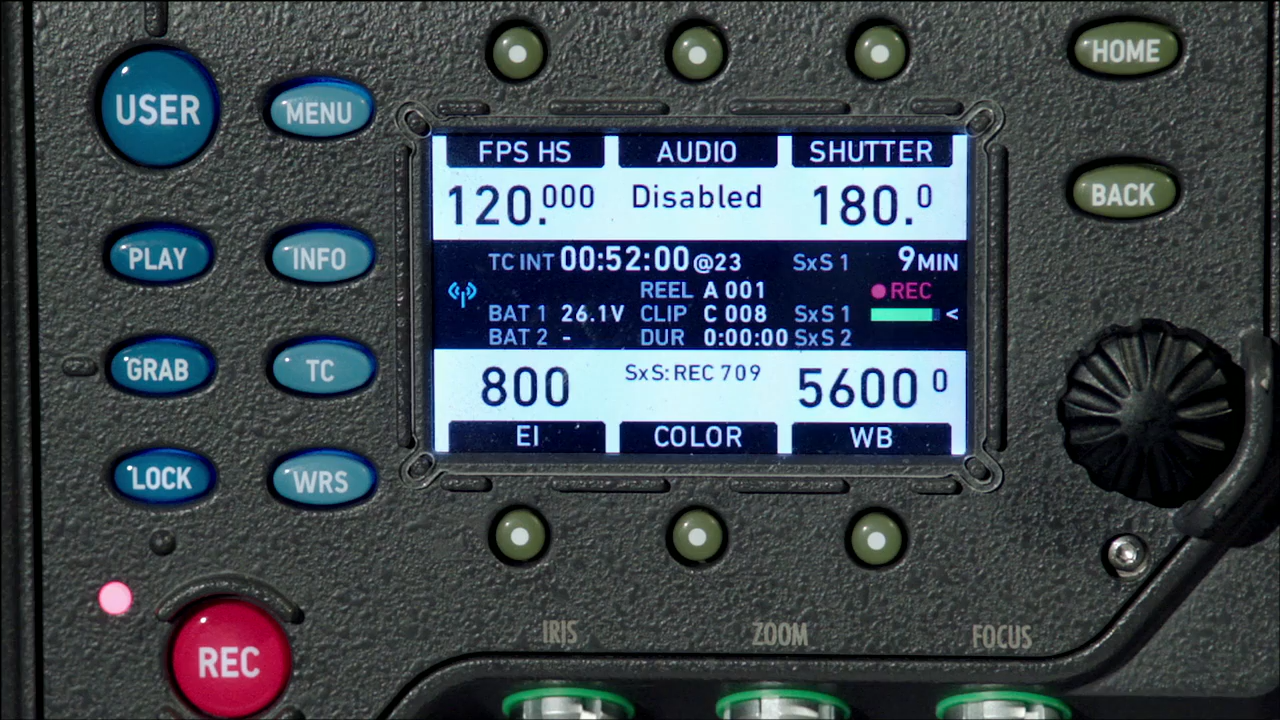 USER
MENU
PLAY
INFO
GRAB
TC
LOCK
WRS
REC
HOME
BACK
FPS HS AUDIO SHUTTER
120.000 Disabled 180.0
TC INT 00:52:00@23 SxS 1 9MIN
REEL A 001 REC
BAT 1 26.1V CLIP C 008 SxS 1 <
BAT 2 - DUR 0:00:00 SxS 2
800 SxS: REC 709 5600 0
EI COLOR WB
IRIS ZOOM FOCUS